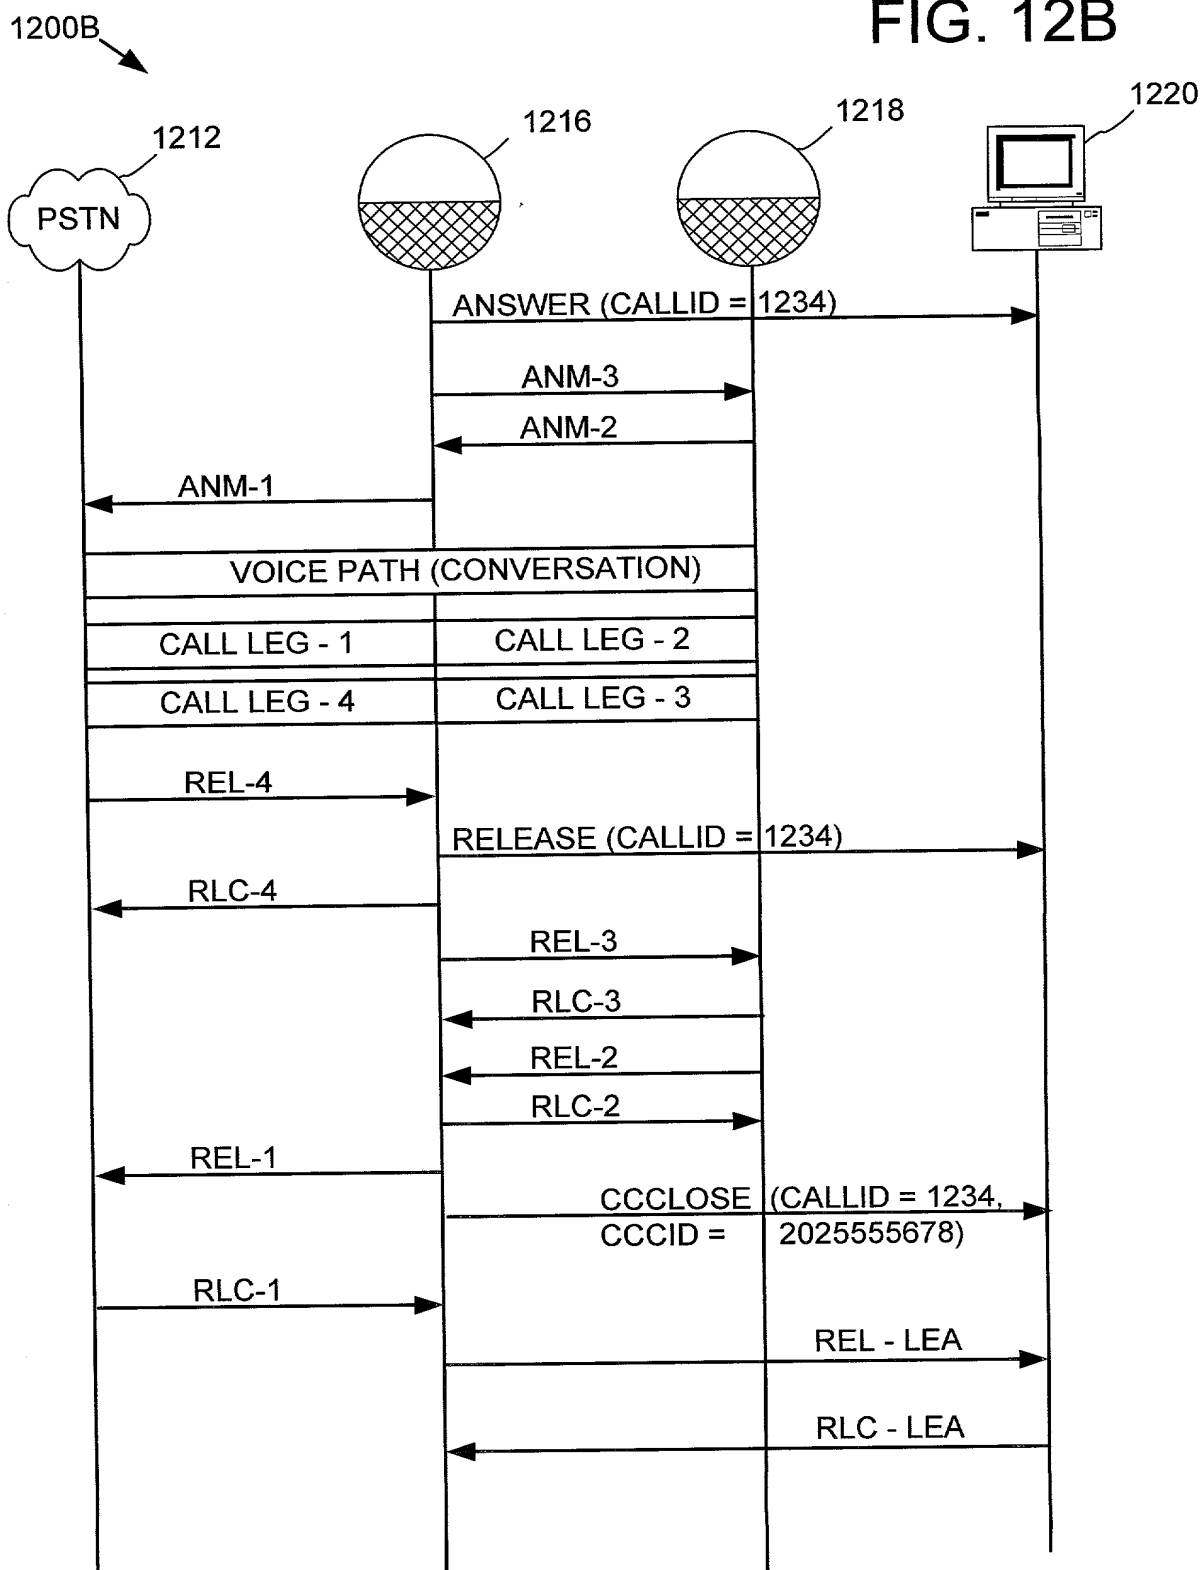 FIG. 12B
1200B
1212
1216
1218
1220
PSTN
ANSWER (CALLID = 1234)
ANM-3
ANM-2
ANM-1
VOICE PATH (CONVERSATION)
CALL LEG - 1
CALL LEG - 2
CALL LEG - 4
CALL LEG - 3
REL-4
RELEASE (CALLID = 1234)
RLC-4
REL-3
RLC-3
REL-2
RLC-2
REL-1
CCCLOSE (CALLID = 1234,
CCCID = 2025555678)
RLC-1
REL - LEA
RLC - LEA